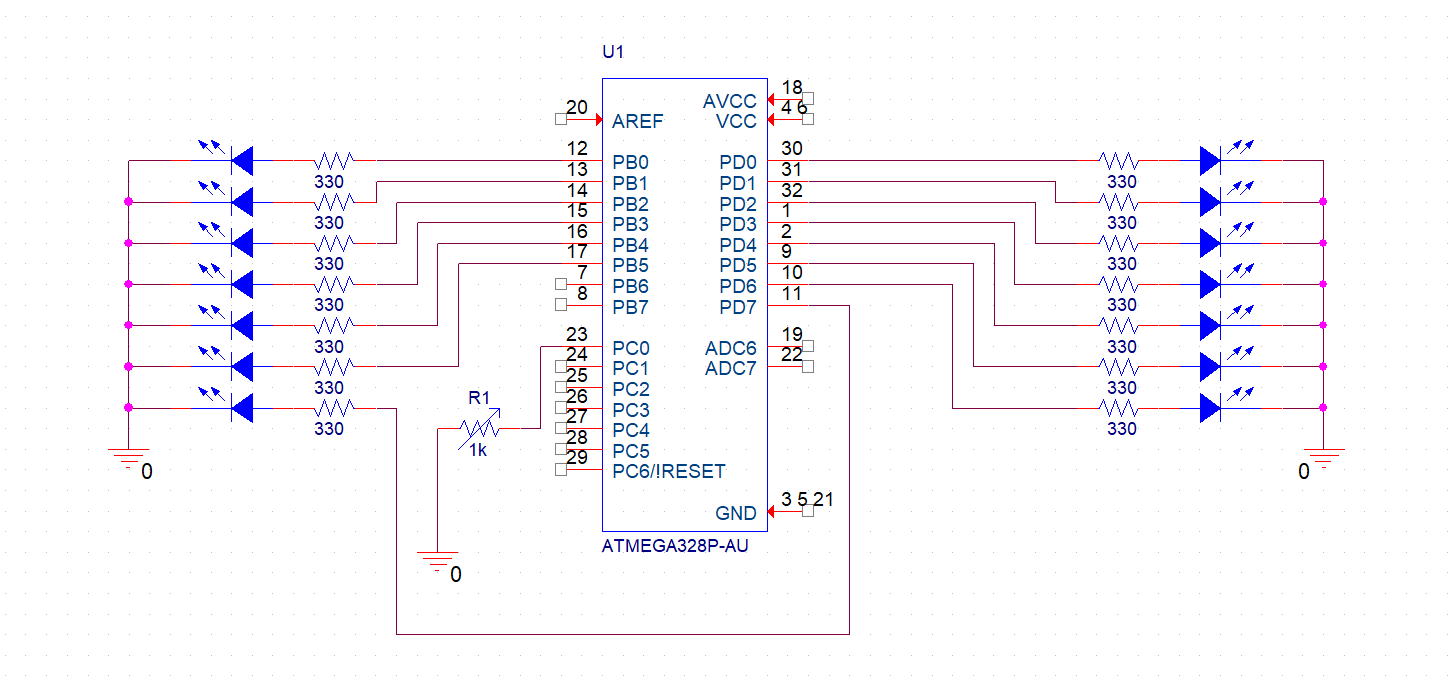 U1
18
AVCC
20
4 6
AREF
VCC
12
PB0
PD0
30
13
PB1
PD1
31
14
PB2
PD2
32
15
PB3
PD3
1
16
PB4
PD4
2
17
PB5
PD5
9
7
PB6
PD6
10
8
PB7
PD7
11
330
330
330
330
330
330
330
330
330
330
330
330
330
330
23
PC0
ADC6
19
24
PC1
ADC7
22
25
PC2
26
PC3
27
PC4
28
PC5
29
PC6/!RESET
R1
1k
0
0
GND
3 5 21
ATMEGA328P-AU
0